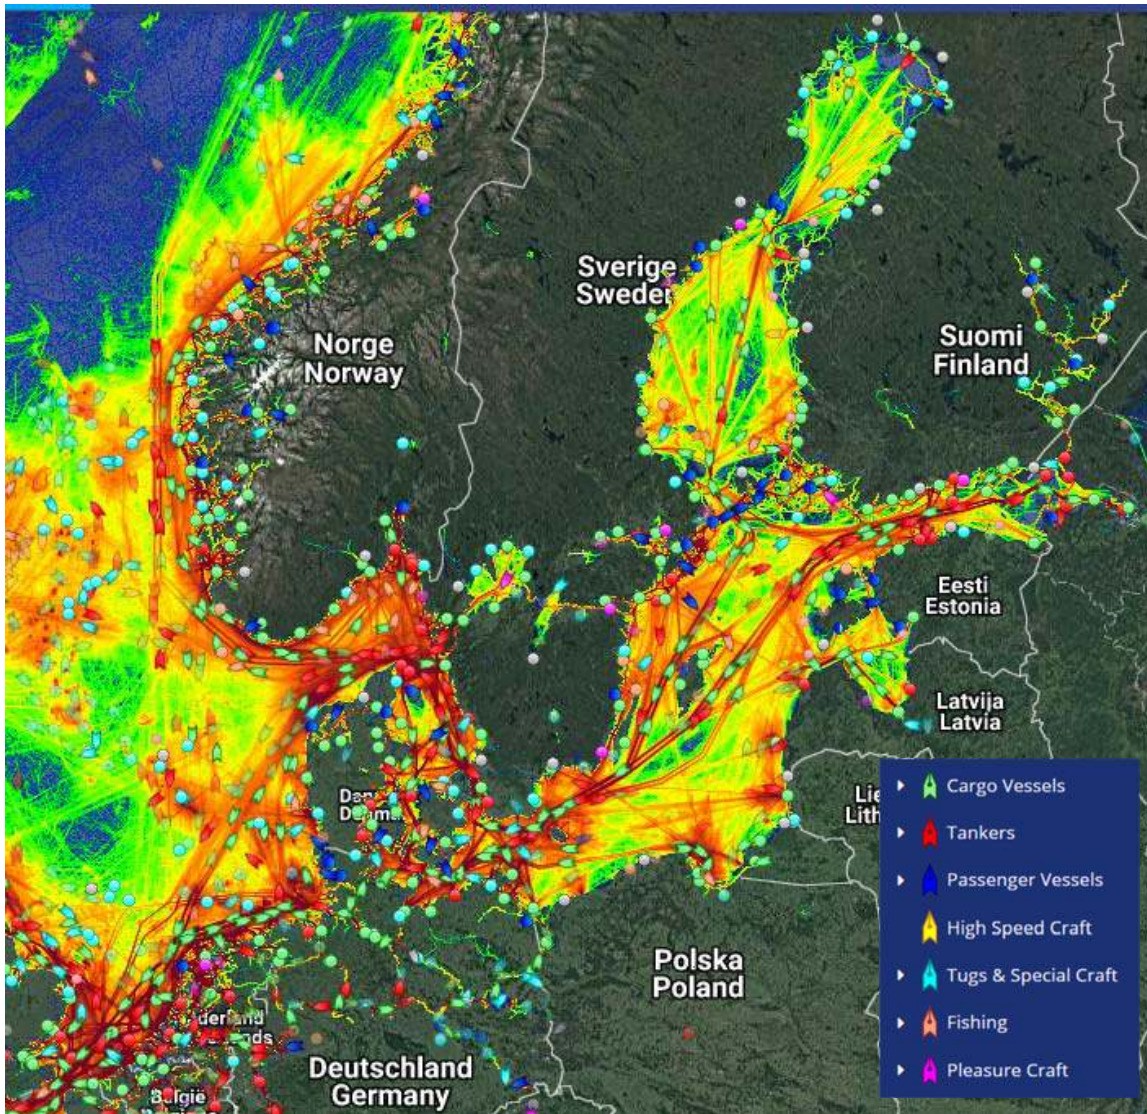 Sverige
Sweden
Norge
Norway
Suomi
Finland
Eesti
Estonia
Latvija
Latvia
Cargo Vessels
Tankers
Passenger Vessels
High Speed Craft
Tugs & Special Craft
Fishing
Pleasure Craft
Polska
Poland
Deutschland
Germany
België